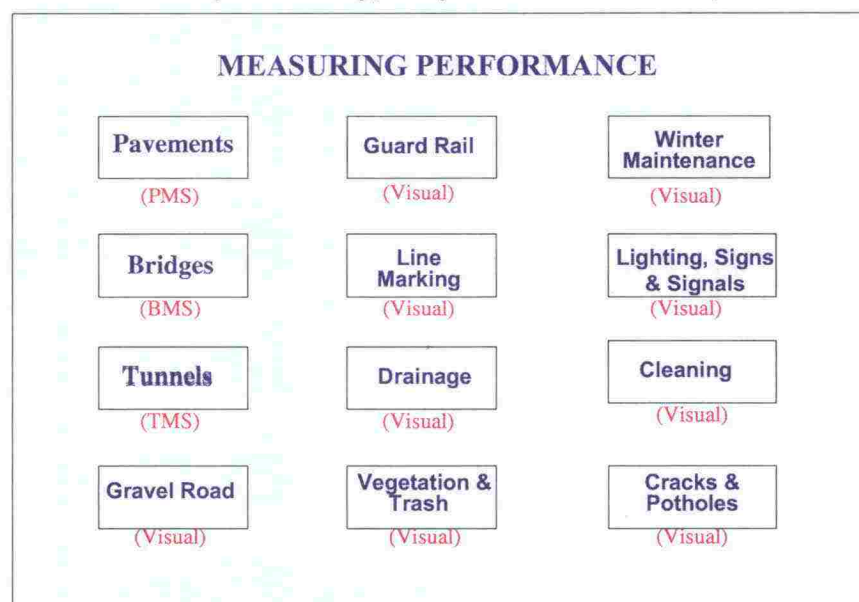 MEASURING PERFORMANCE
Pavements
(PMS)
Guard Rail
(Visual)
Winter
Maintenance
(Visual)
Bridges
(BMS)
Line
Marking
(Visual)
Lighting, Signs
& Signals
(Visual)
Tunnels
(TMS)
Drainage
(Visual)
Cleaning
(Visual)
Gravel Road
(Visual)
Vegetation &
Trash
(Visual)
Cracks &
Potholes
(Visual)